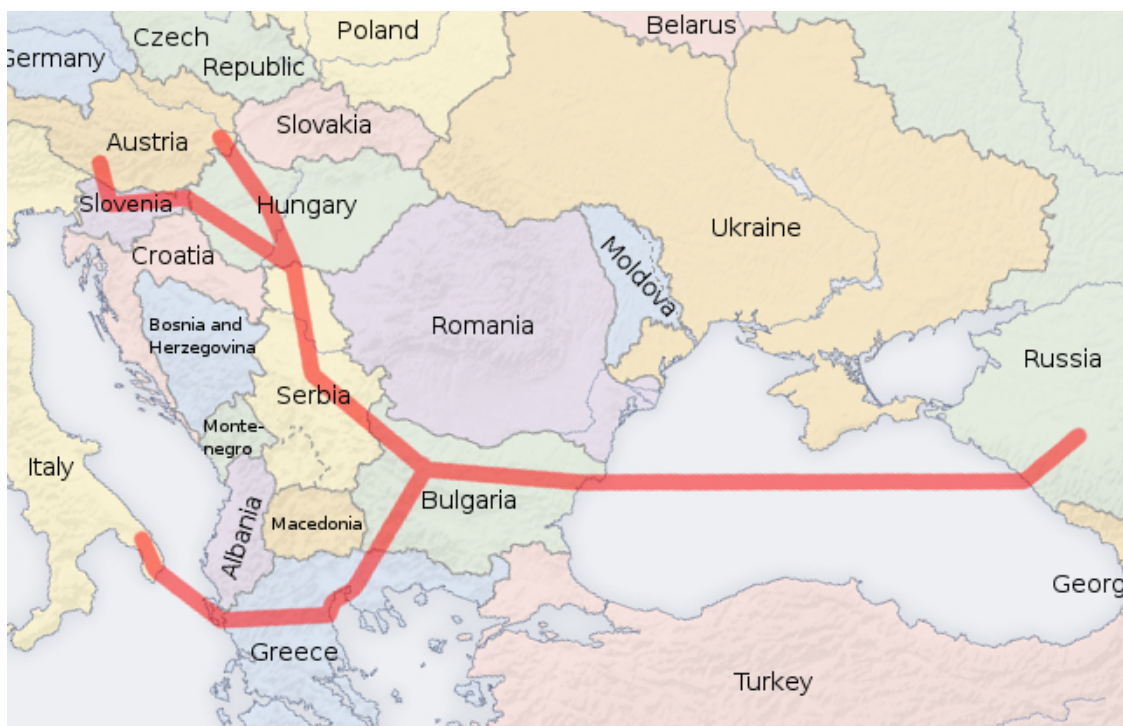 Belarus
Poland
Czech
Republic
Germany
Slovakia
Austria
Slovenia
Hungary
Ukraine
Croatia
Moldova
Bosnia and
Herzegovina
Romania
Russia
Serbia
Monte-
negro
Italy
Bulgaria
Albania
Macedonia
Georg
Greece
Turkey